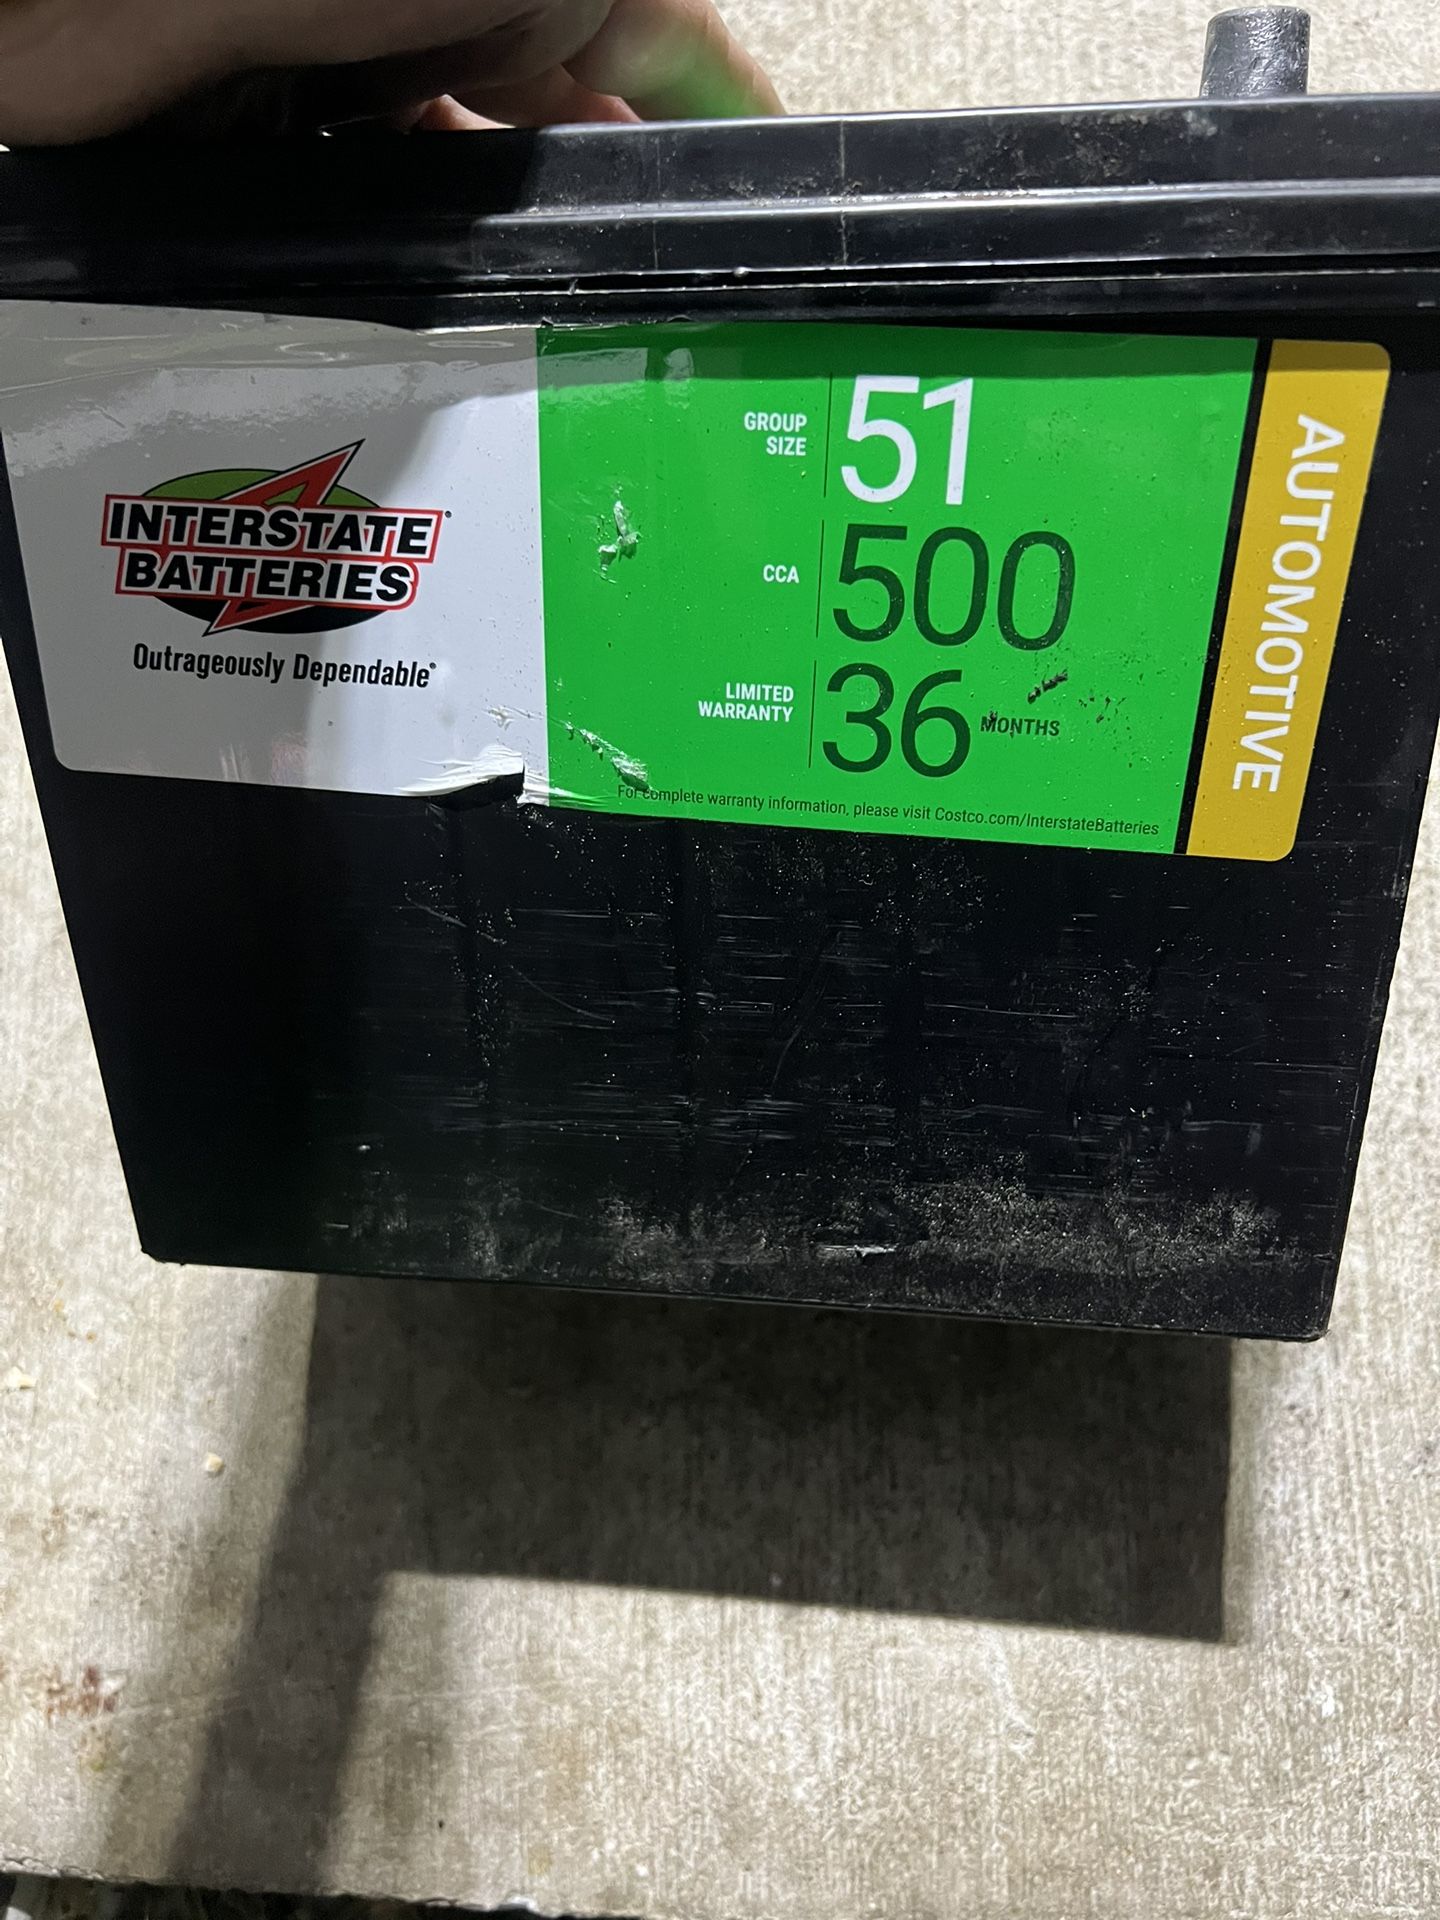 INTERSTATE
BATTERIES
Outrageously Dependable®
GROUP
SIZE
51
CCA
500
LIMITED
WARRANTY
36
MONTHS
For complete warranty information, please visit Costco.com/InterstateBatteries
AUTOMOTIVE